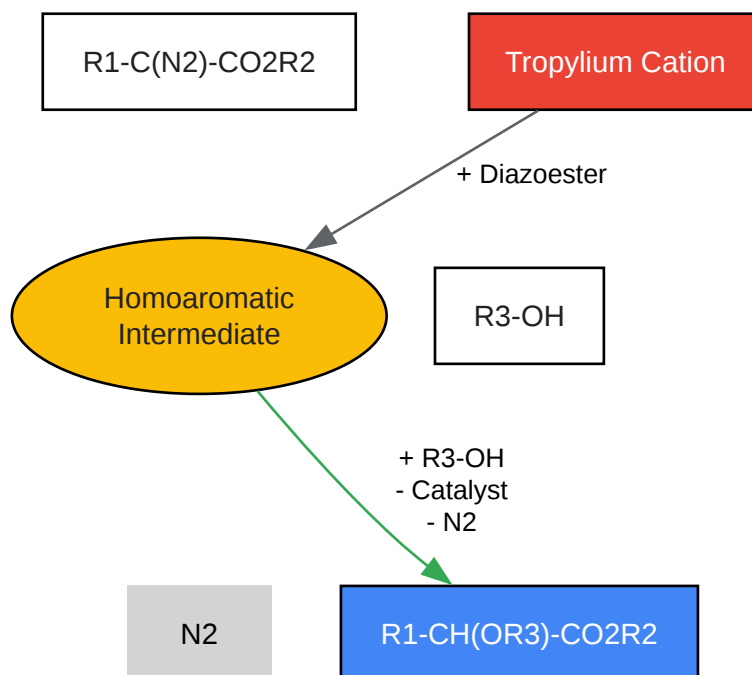 R1-C(N2)-CO2R2
Tropylium Cation
+ Diazoester
Homoaromatic
Intermediate
R3-OH
+ R3-OH
- Catalyst
- N2
N2
R1-CH(OR3)-CO2R2